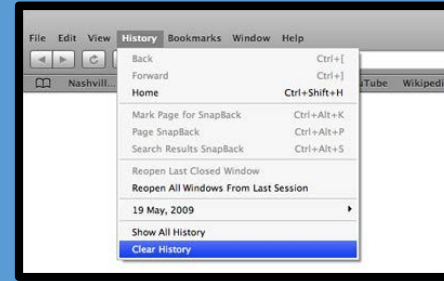 File Edit View History Bookmarks Window Help
Back Ctrl+[
Forward Ctrl+]
Home Ctrl+Shift+H
Nashvill... uTube Wikipedi
Mark Page for SnapBack Ctrl+Alt+K
Page SnapBack Ctrl+Alt+P
Search Results SnapBack Ctrl+Alt+S
Reopen Last Closed Window
Reopen All Windows From Last Session
19 May, 2009
Show All History
Clear History